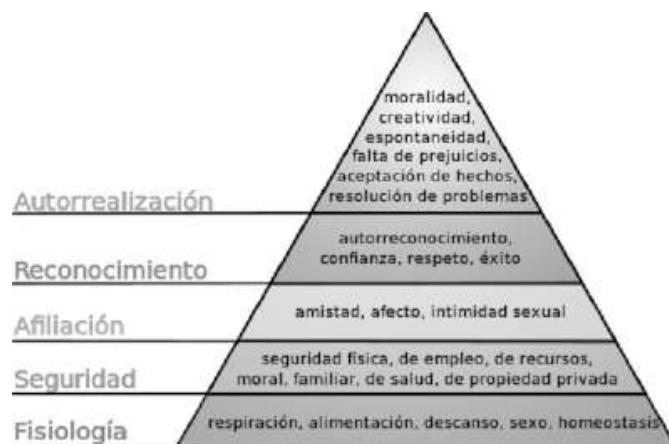 moralidad,
creatividad,
espontaneidad,
falta de prejuicios,
aceptación de hechos,
resolución de problemas
Autorrealización
autorreconocimiento,
confianza, respeto, éxito
Reconocimiento
amistad, afecto, intimidad sexual
Afiliación
seguridad física, de empleo, de recursos,
moral, familiar, de salud, de propiedad privada
Seguridad
respiración, alimentación, descanso, sexo, homeostasis
Fisiología